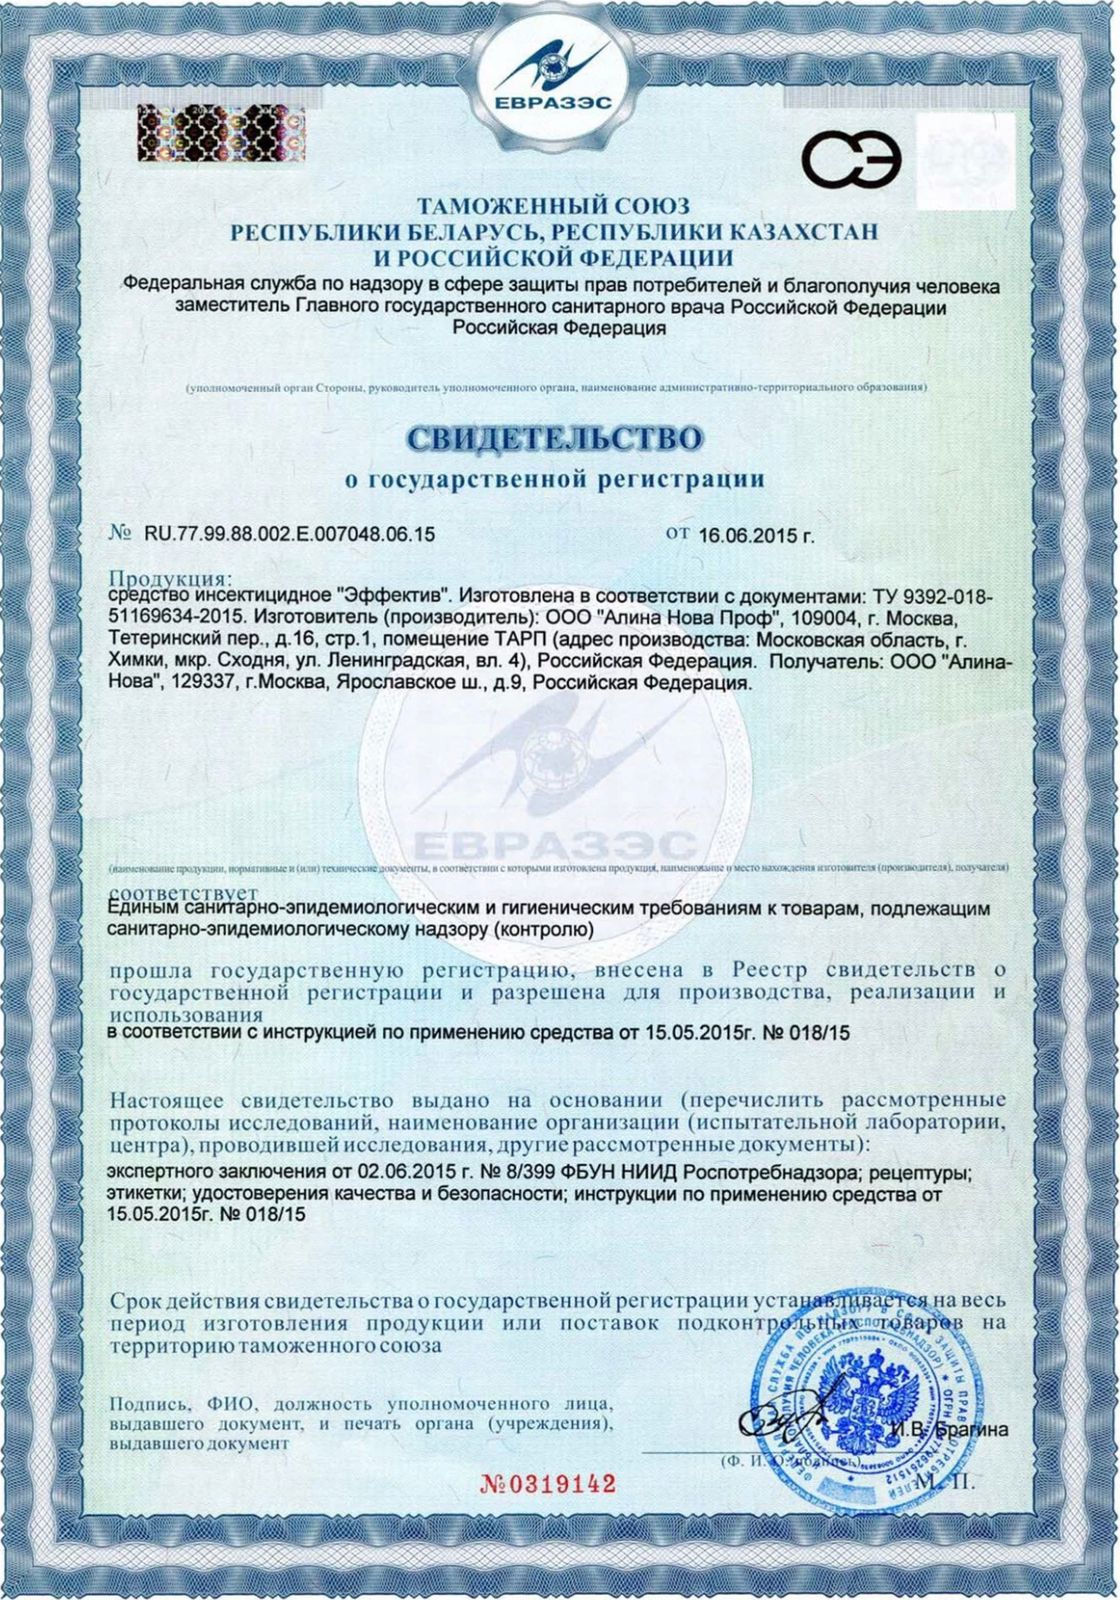 ЕВРАЗЭС
СЭ
ТАМОЖЕННЫЙ СОЮЗ
РЕСПУБЛИКИ БЕЛАРУСЬ, РЕСПУБЛИКИ КАЗАХСТАН
И РОССИЙСКОЙ ФЕДЕРАЦИИ
Федеральная служба по надзору в сфере защиты прав потребителей и благополучия человека
заместитель Главного государственного санитарного врача Российской Федерации
Российская Федерация
(уполномоченный орган Стороны, руководитель уполномоченного органа, наименование административно-территориального образования)
СВИДЕТЕЛЬСТВО
о государственной регистрации
№ RU.77.99.88.002.Е.007048.06.15 от 16.06.2015 г.
Продукция:
средство инсектицидное "Эффектив". Изготовлена в соответствии с документами: ТУ 9392-018-
51169634-2015. Изготовитель (производитель): ООО "Алина Нова Проф", 109004, г. Москва,
Тетеринский пер., д.16, стр.1, помещение ТАРП (адрес производства: Московская область, г.
Химки, мкр. Сходня, ул. Ленинградская, вл. 4), Российская Федерация. Получатель: ООО "Алина-
Нова", 129337, г.Москва, Ярославское ш., д.9, Российская Федерация.
ЕВРАЗЭС
(наименование продукции, нормативные и (или) технические документы, в соответствии с которыми изготовлена продукция, наименование и место нахождения изготовителя (производителя), получателя)
соответствует
Единым санитарно-эпидемиологическим и гигиеническим требованиям к товарам, подлежащим
санитарно-эпидемиологическому надзору (контролю)
прошла государственную регистрацию, внесена в Реестр свидетельств о
государственной регистрации и разрешена для производства, реализации и
использования
в соответствии с инструкцией по применению средства от 15.05.2015г. № 018/15
Настоящее свидетельство выдано на основании (перечислить рассмотренные
протоколы исследований, наименование организации (испытательной лаборатории,
центра), проводившей исследования, другие рассмотренные документы):
экспертного заключения от 02.06.2015 г. № 8/399 ФБУН НИИД Роспотребнадзора; рецептуры;
этикетки; удостоверения качества и безопасности; инструкции по применению средства от
15.05.2015г. № 018/15
Срок действия свидетельства о государственной регистрации устанавливается на весь
период изготовления продукции или поставок подконтрольных товаров на
территорию таможенного союза
Подпись, ФИО, должность уполномоченного лица,
выдавшего документ, и печать органа (учреждения),
выдавшего документ
И.В. Брагина
(Ф. И. О./подпись)
М. П.
№0319142